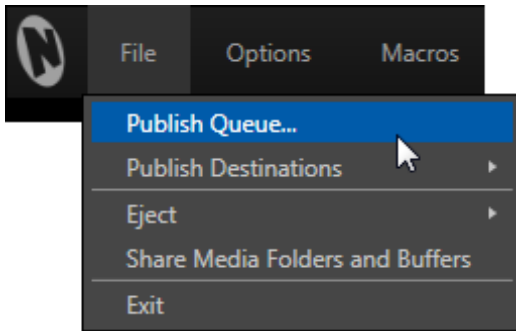 File Options Macros
Publish Queue...
Publish Destinations
Eject
Share Media Folders and Buffers
Exit